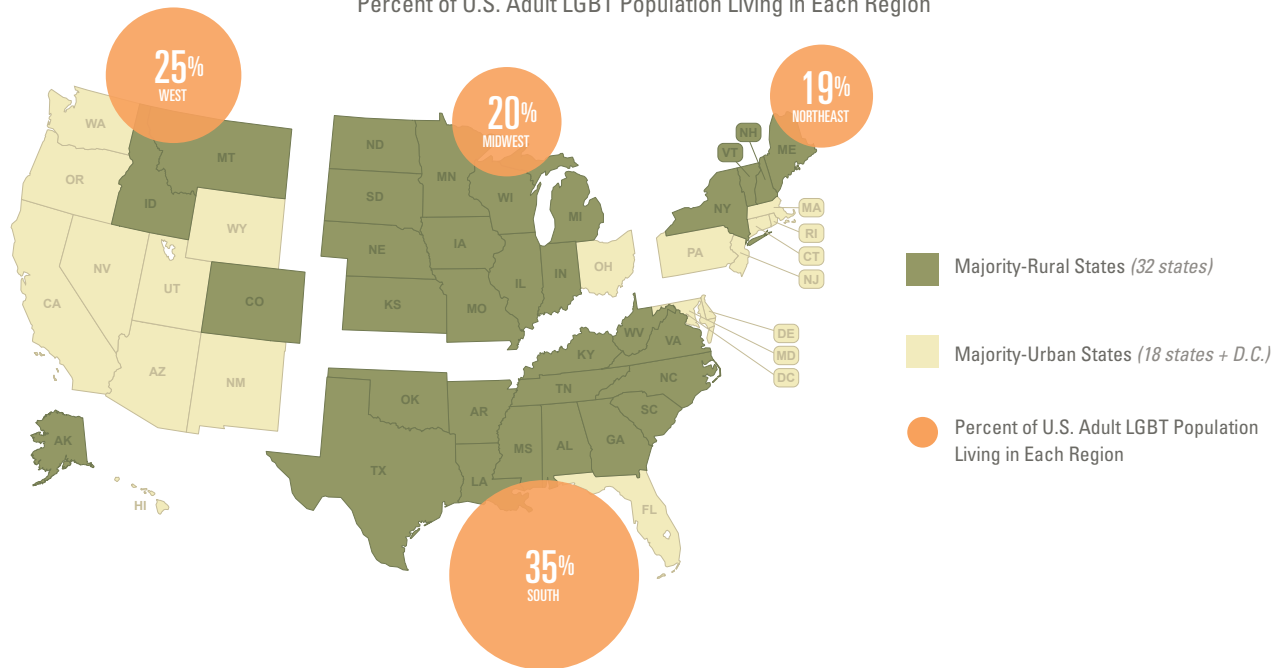 Percent of U.S. Adult LGBT Population Living in Each Region
25%
WEST
20%
MIDWEST
19%
NORTHEAST
WA
OR
CA
NV
ID
MT
WY
UT
CO
AZ
NM
AK
HI
ND
SD
NE
KS
MN
IA
MO
WI
IL
MI
IN
OH
NH
VT
ME
NY
PA
MA
RI
CT
NJ
DE
MD
DC
WV
VA
KY
NC
TN
SC
OK
AR
TX
LA
MS
AL
GA
FL
35%
SOUTH
Majority-Rural States (32 states)
Majority-Urban States (18 states + D.C.)
Percent of U.S. Adult LGBT Population
Living in Each Region